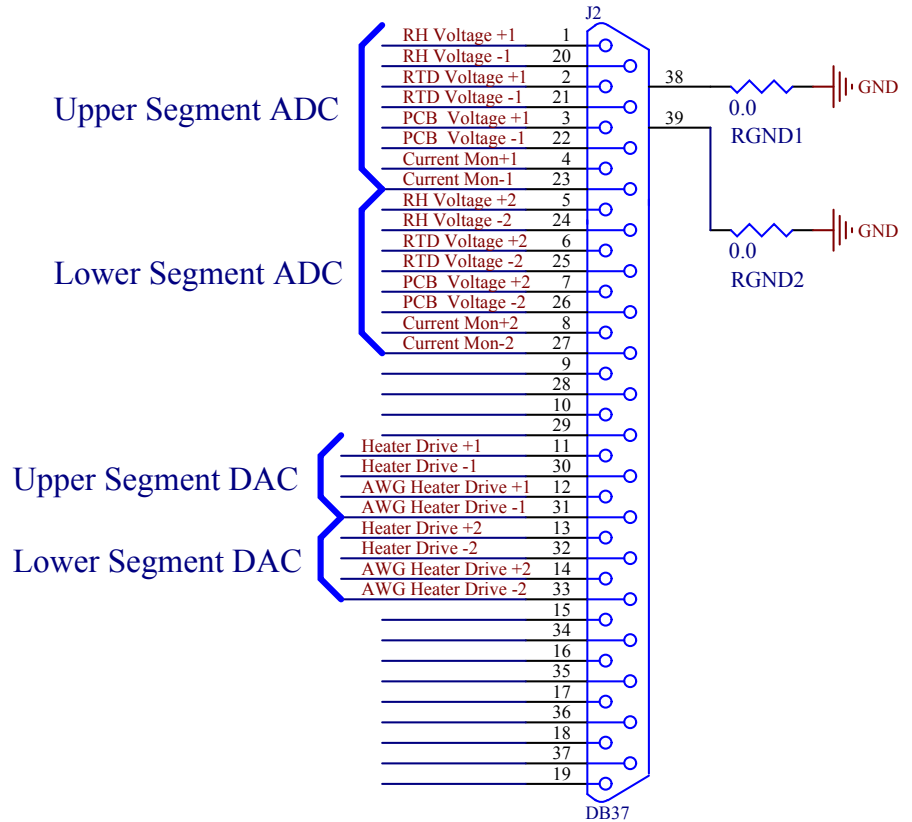 J2
RH Voltage +1 1
RH Voltage -1 20
RTD Voltage +1 2
RTD Voltage -1 21
PCB Voltage +1 3
PCB Voltage -1 22
Current Mon+1 4
Current Mon-1 23
Upper Segment ADC
RH Voltage +2 5
RH Voltage -2 24
RTD Voltage +2 6
RTD Voltage -2 25
PCB Voltage +2 7
PCB Voltage -2 26
Current Mon+2 8
Current Mon-2 27
Lower Segment ADC
9
28
10
29
Heater Drive +1 11
Heater Drive -1 30
AWG Heater Drive +1 12
AWG Heater Drive -1 31
Upper Segment DAC
Heater Drive +2 13
Heater Drive -2 32
AWG Heater Drive +2 14
AWG Heater Drive -2 33
Lower Segment DAC
15
34
16
35
17
36
18
37
19
DB37
38
0.0
RGND1
GND
39
0.0
RGND2
GND